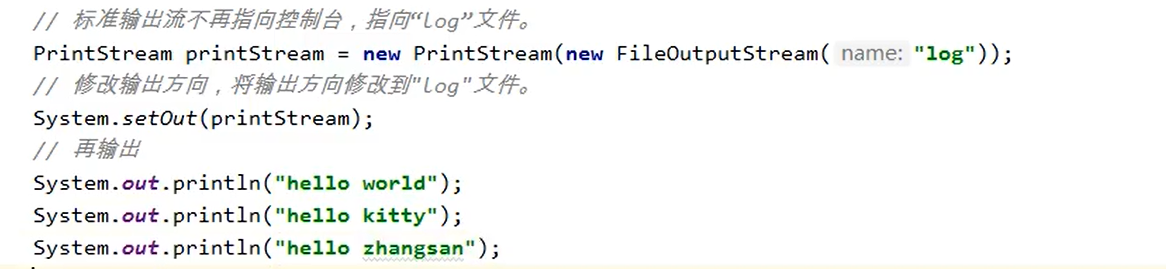 // 标准输出流不再指向控制台，指向“log”文件。
PrintStream printStream = new PrintStream(new FileOutputStream( name: "log"));
// 修改输出方向，将输出方向修改到"log"文件。
System.setOut(printStream);
// 再输出
System.out.println("hello world");
System.out.println("hello kitty");
System.out.println("hello zhangsan");